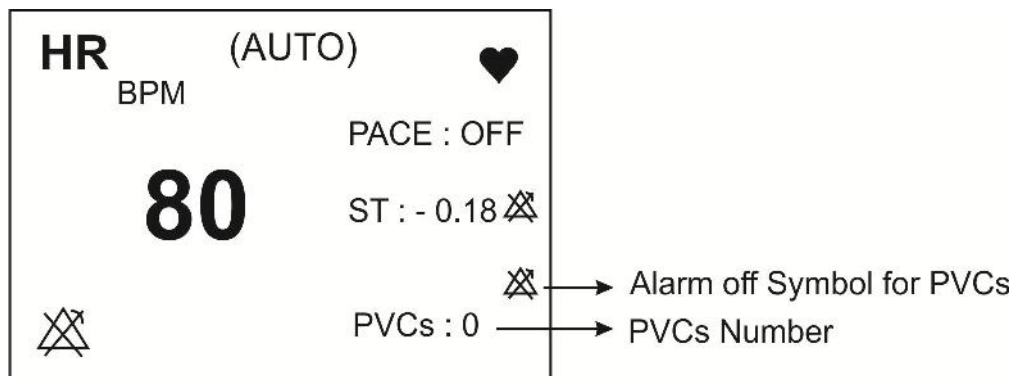 HR (AUTO)
BPM
PACE : OFF
80
ST : - 0.18
Alarm off Symbol for PVCs
PVCs : 0
PVCs Number